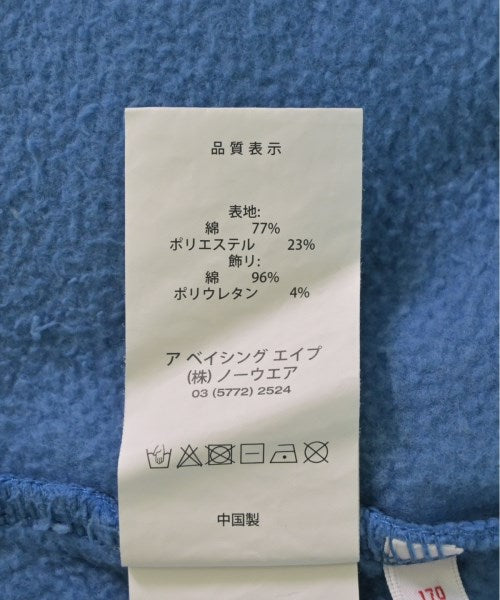 品質表示
表地:
綿 77%
ポリエステル 23%
飾リ:
綿 96%
ポリウレタン 4%
ア ベイシング エイプ
(株) ノーウエア
03 (5772) 2524
中国製
170